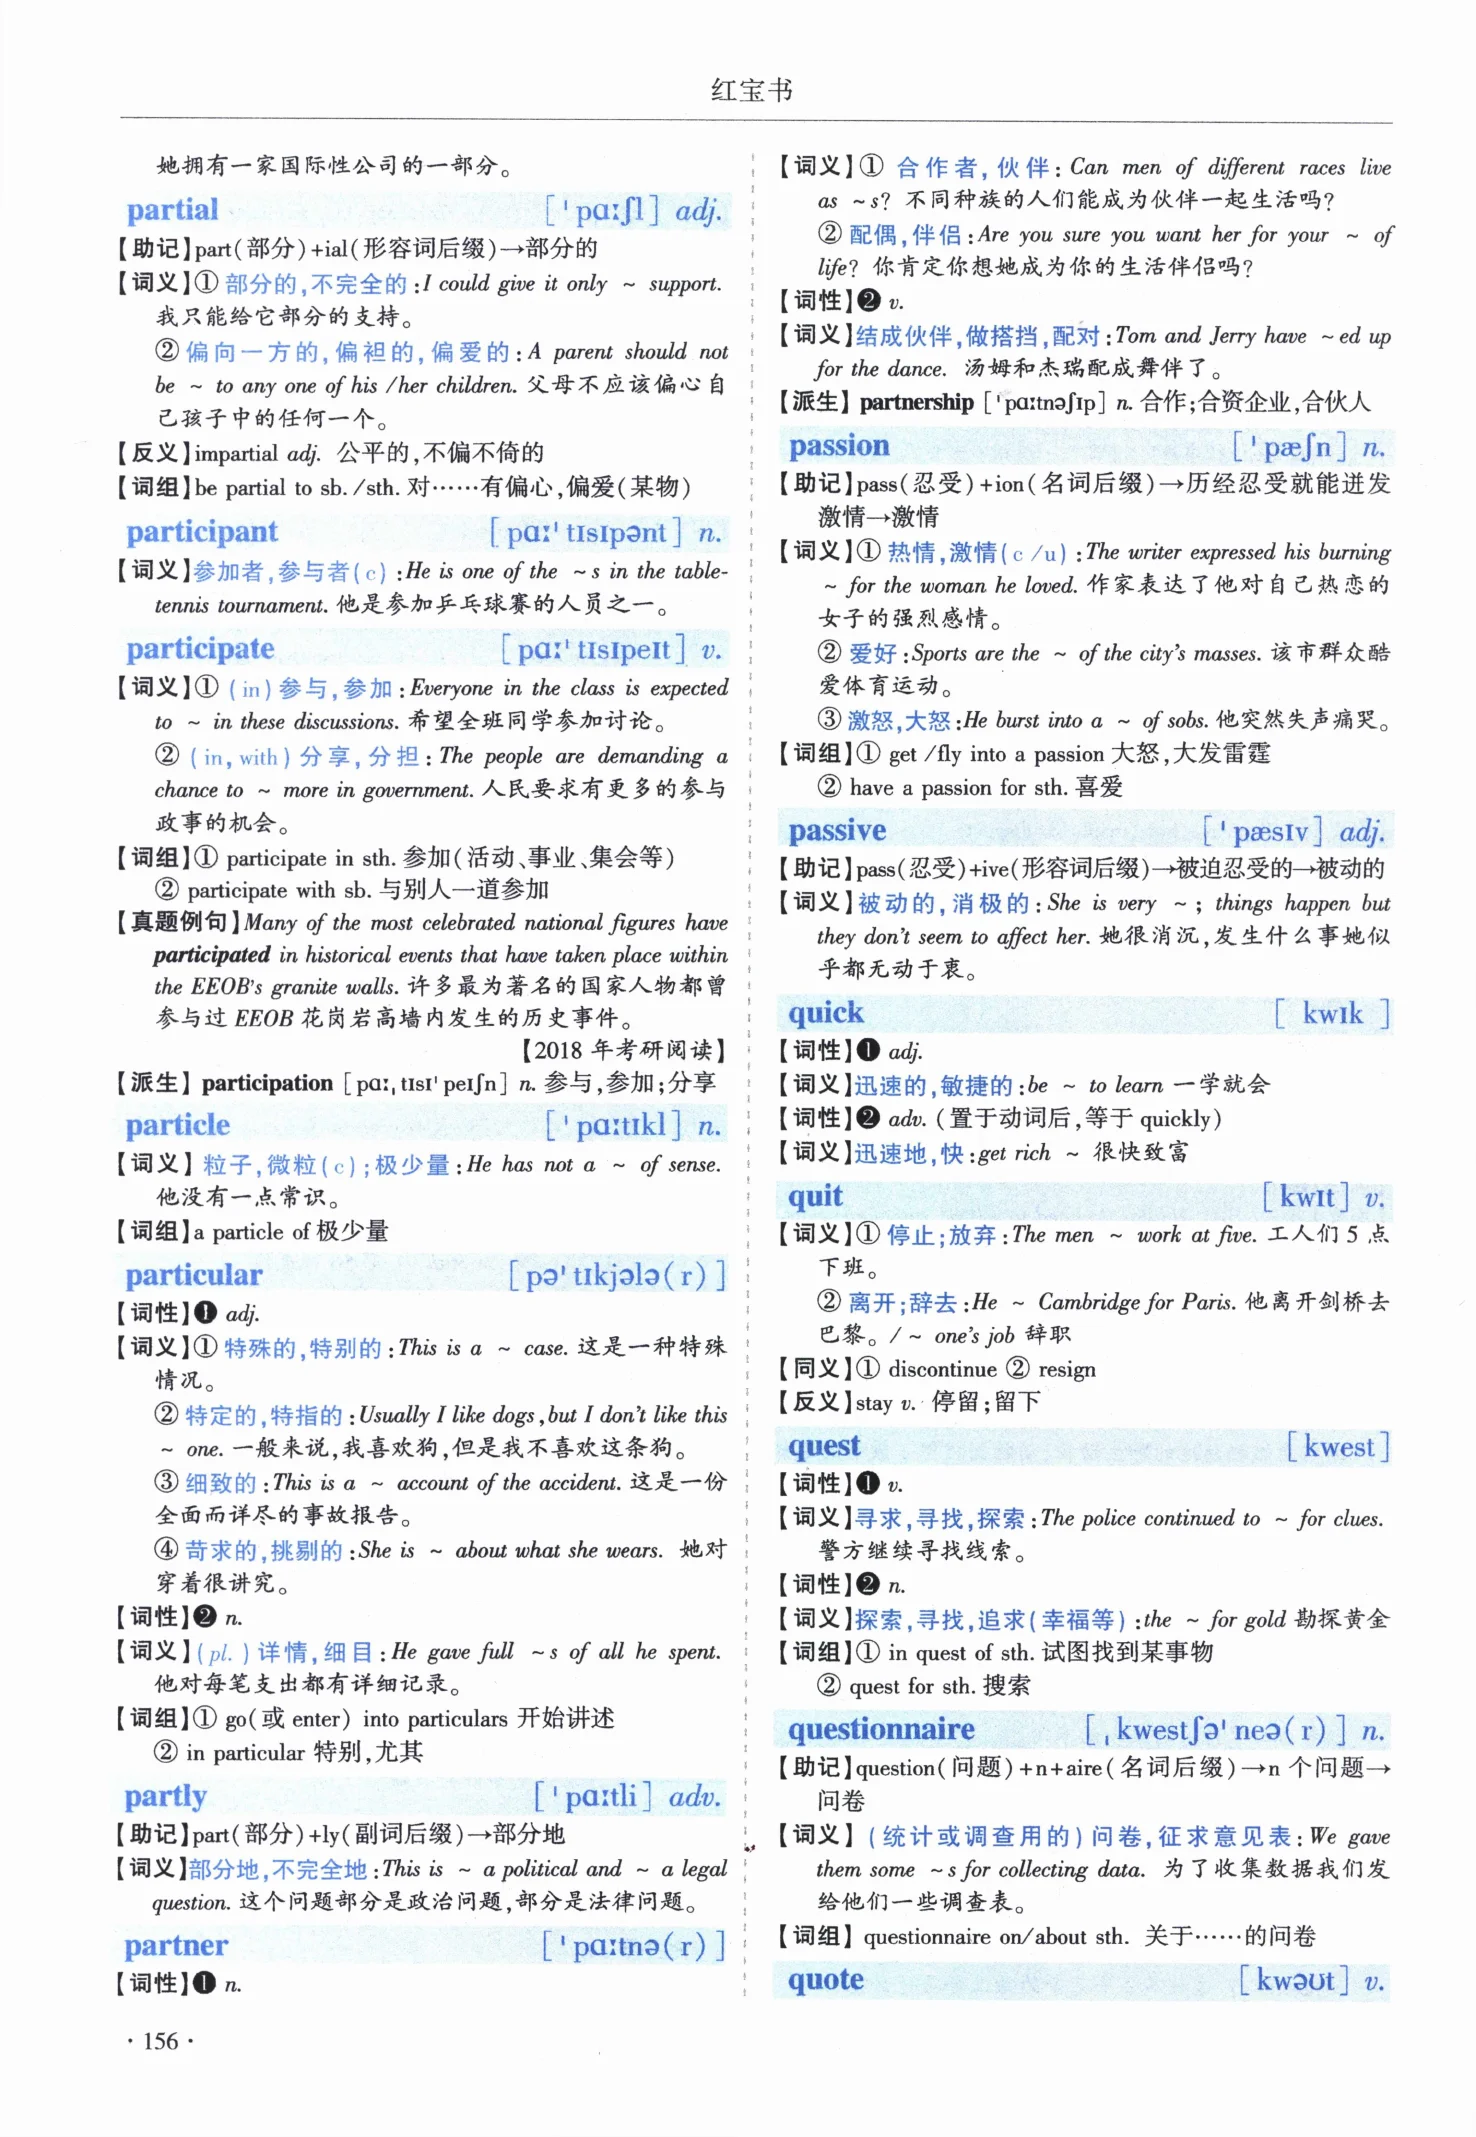 红宝书
她拥有一家国际性公司的一部分。
partial ［ˈpɑːʃl］ adj.
【助记】part(部分)+ial(形容词后缀)→部分的
【词义】① 部分的,不完全的:I could give it only ~ support.
我只能给它部分的支持。
② 偏向一方的,偏袒的,偏爱的:A parent should not
be ~ to any one of his /her children. 父母不应该偏心自
己孩子中的任何一个。
【反义】impartial adj. 公平的,不偏不倚的
【词组】be partial to sb. /sth. 对……有偏心,偏爱(某物)
participant ［pɑːˈtɪsɪpənt］ n.
【词义】参加者,参与者(c) :He is one of the ~s in the table-
tennis tournament. 他是参加乒乓球赛的人员之一。
participate ［pɑːˈtɪsɪpeɪt］ v.
【词义】① (in)参与,参加:Everyone in the class is expected
to ~ in these discussions. 希望全班同学参加讨论。
② (in, with)分享,分担: The people are demanding a
chance to ~ more in government. 人民要求有更多的参与
政事的机会。
【词组】① participate in sth. 参加(活动、事业、集会等)
② participate with sb. 与别人一道参加
【真题例句】Many of the most celebrated national figures have
participated in historical events that have taken place within
the EEOB's granite walls. 许多最为著名的国家人物都曾
参与过 EEOB 花岗岩高墙内发生的历史事件。
【2018 年考研阅读】
【派生】 participation ［pɑːˌtɪsɪˈpeɪʃn］ n. 参与,参加;分享
particle ［ˈpɑːtɪkl］ n.
【词义】 粒子,微粒(c) ;极少量:He has not a ~ of sense.
他没有一点常识。
【词组】a particle of 极少量
particular ［pəˈtɪkjələ(r)］
【词性】❶ adj.
【词义】① 特殊的,特别的:This is a ~ case. 这是一种特殊
情况。
② 特定的,特指的:Usually I like dogs,but I don't like this
~ one. 一般来说,我喜欢狗,但是我不喜欢这条狗。
③ 细致的:This is a ~ account of the accident. 这是一份
全面而详尽的事故报告。
④ 苛求的,挑剔的:She is ~ about what she wears. 她对
穿着很讲究。
【词性】❷ n.
【词义】(pl. )详情,细目:He gave full ~s of all he spent.
他对每笔支出都有详细记录。
【词组】① go(或 enter) into particulars 开始讲述
② in particular 特别,尤其
partly ［ˈpɑːtli］ adv.
【助记】part(部分)+ly(副词后缀)→部分地
【词义】部分地,不完全地:This is ~ a political and ~ a legal
question. 这个问题部分是政治问题,部分是法律问题。
partner ［ˈpɑːtnə(r)］
【词性】❶ n.
【词义】① 合作者,伙伴: Can men of different races live
as ~s? 不同种族的人们能成为伙伴一起生活吗?
② 配偶,伴侣:Are you sure you want her for your ~ of
life? 你肯定你想她成为你的生活伴侣吗?
【词性】❷ v.
【词义】结成伙伴,做搭挡,配对:Tom and Jerry have ~ed up
for the dance. 汤姆和杰瑞配成舞伴了。
【派生】 partnership ［ˈpɑːtnəʃɪp］ n. 合作;合资企业,合伙人
passion ［ˈpæʃn］ n.
【助记】pass(忍受)+ion(名词后缀)→历经忍受就能迸发
激情→激情
【词义】① 热情,激情(c /u) :The writer expressed his burning
~ for the woman he loved. 作家表达了他对自己热恋的
女子的强烈感情。
② 爱好:Sports are the ~ of the city's masses. 该市群众酷
爱体育运动。
③ 激怒,大怒:He burst into a ~ of sobs. 他突然失声痛哭。
【词组】① get /fly into a passion 大怒,大发雷霆
② have a passion for sth. 喜爱
passive ［ˈpæsɪv］ adj.
【助记】pass(忍受)+ive(形容词后缀)→被迫忍受的→被动的
【词义】被动的,消极的:She is very ~ ; things happen but
they don't seem to affect her. 她很消沉,发生什么事她似
乎都无动于衷。
quick ［ kwɪk ］
【词性】❶ adj.
【词义】迅速的,敏捷的:be ~ to learn 一学就会
【词性】❷ adv. (置于动词后,等于 quickly)
【词义】迅速地,快:get rich ~ 很快致富
quit ［kwɪt］ v.
【词义】① 停止;放弃:The men ~ work at five. 工人们 5 点
下班。
② 离开;辞去:He ~ Cambridge for Paris. 他离开剑桥去
巴黎。/~ one's job 辞职
【同义】① discontinue ② resign
【反义】stay v. 停留;留下
quest ［kwest］
【词性】❶ v.
【词义】寻求,寻找,探索:The police continued to ~ for clues.
警方继续寻找线索。
【词性】❷ n.
【词义】探索,寻找,追求(幸福等) :the ~ for gold 勘探黄金
【词组】① in quest of sth. 试图找到某事物
② quest for sth. 搜索
questionnaire ［ˌkwestʃəˈneə(r)］ n.
【助记】question(问题)+n+aire(名词后缀)→n 个问题→
问卷
【词义】 (统计或调查用的)问卷,征求意见表: We gave
them some ~s for collecting data. 为了收集数据我们发
给他们一些调查表。
【词组】 questionnaire on/about sth. 关于……的问卷
quote ［kwəʊt］ v.
· 156 ·